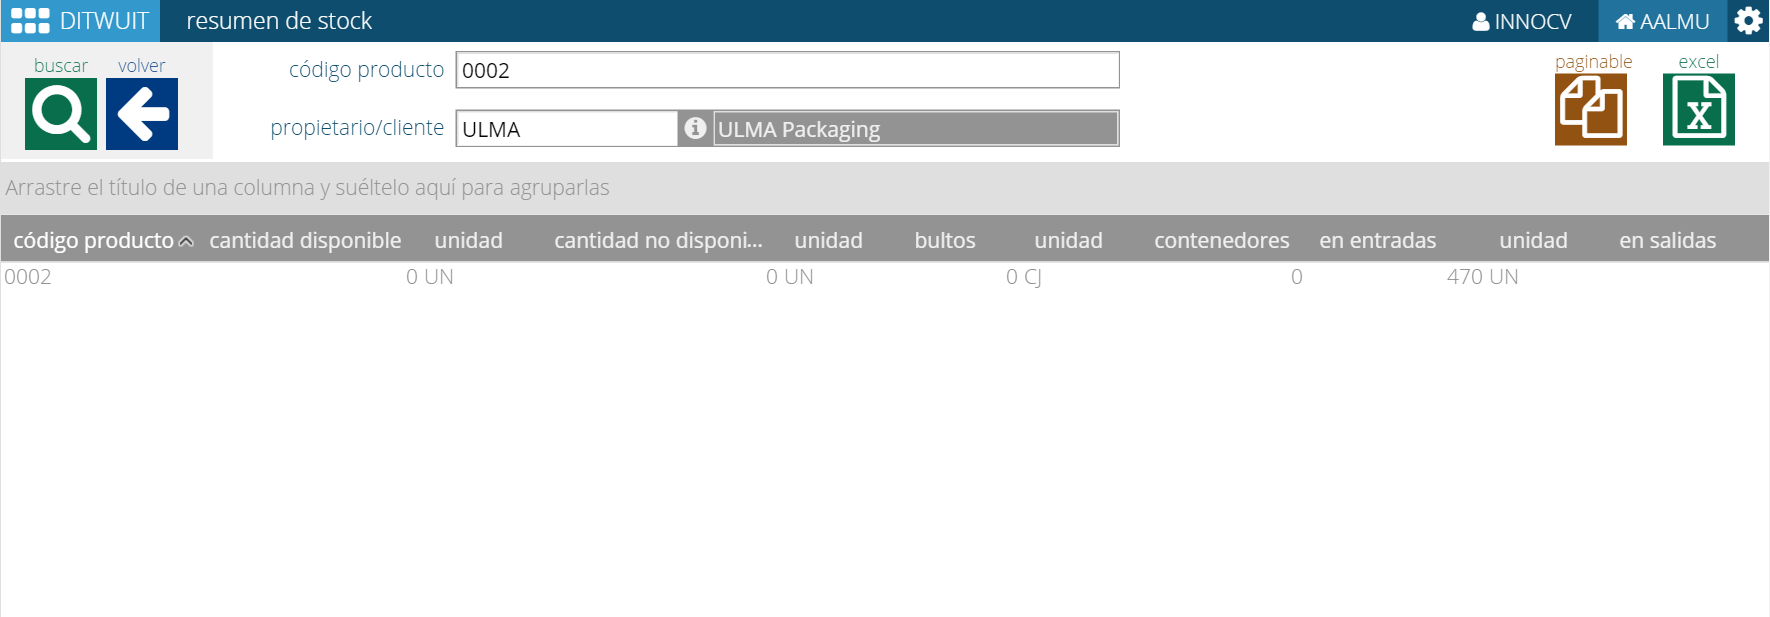 DITWUIT resumen de stock INNOCV AALMU
buscar volver código producto 0002 paginable excel
propietario/cliente ULMA ULMA Packaging
Arrastre el título de una columna y suéltelo aquí para agruparlas
código producto cantidad disponible unidad cantidad no disponi... unidad bultos unidad contenedores en entradas unidad en salidas
0002 0 UN 0 UN 0 CJ 0 470 UN